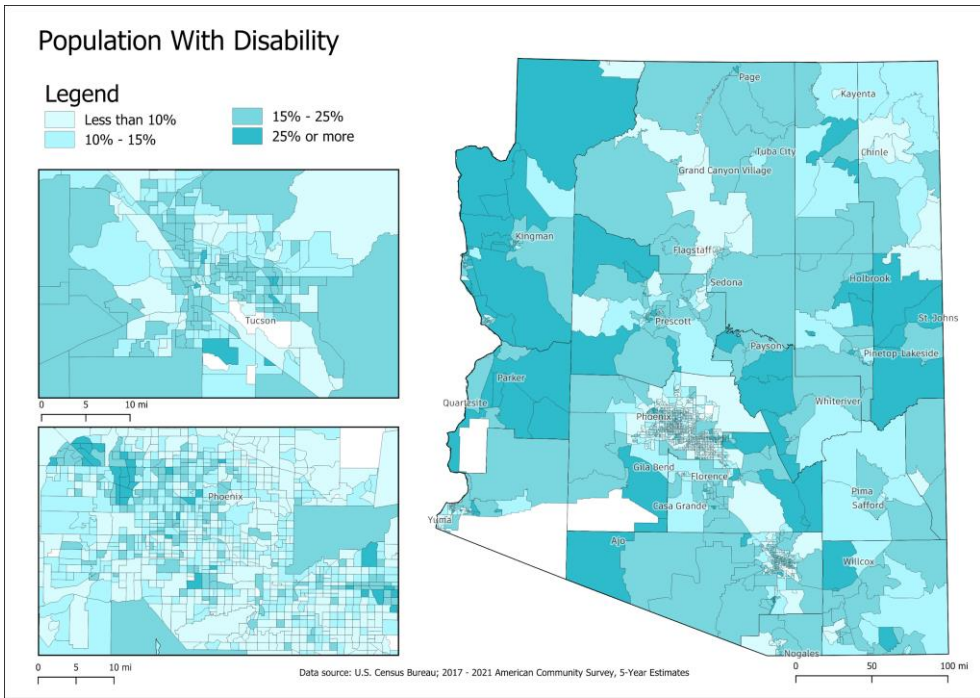 Population With Disability
Legend
Less than 10%
10% - 15%
15% - 25%
25% or more
Tucson
0 5 10 mi
Phoenix
0 5 10 mi
Page
Kayenta
Tuba City
Chinle
Grand Canyon Village
Kingman
Flagstaff
Sedona
Holbrook
St. Johns
Prescott
Payson
Pinetop-Lakeside
Parker
Quartzsite
Whiteriver
Phoenix
Gila Bend
Florence
Pima
Casa Grande
Safford
Yuma
Ajo
Willcox
Nogales
Data source: U.S. Census Bureau; 2017 - 2021 American Community Survey, 5-Year Estimates
0 50 100 mi